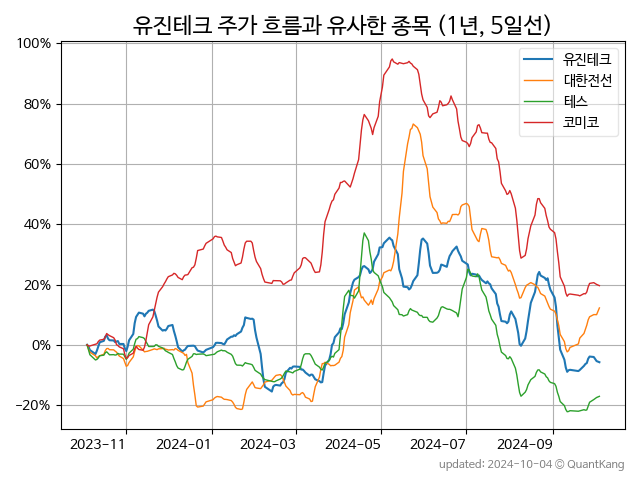 유진테크 주가 흐름과 유사한 종목 (1년, 5일선)
100%
80%
60%
40%
20%
0%
−20%
유진테크
대한전선
테스
코미코
2023-11
2024-01
2024-03
2024-05
2024-07
2024-09
updated: 2024-10-04 © QuantKang